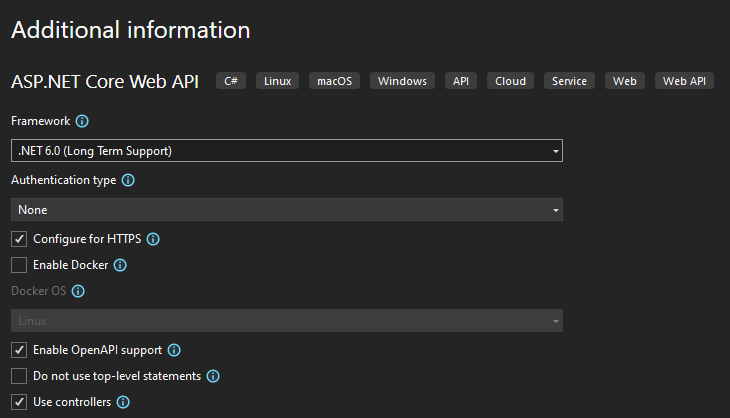 Additional information
ASP.NET Core Web API C# Linux macOS Windows API Cloud Service Web Web API
Framework
.NET 6.0 (Long Term Support)
Authentication type
None
Configure for HTTPS
Enable Docker
Docker OS
Linux
Enable OpenAPI support
Do not use top-level statements
Use controllers